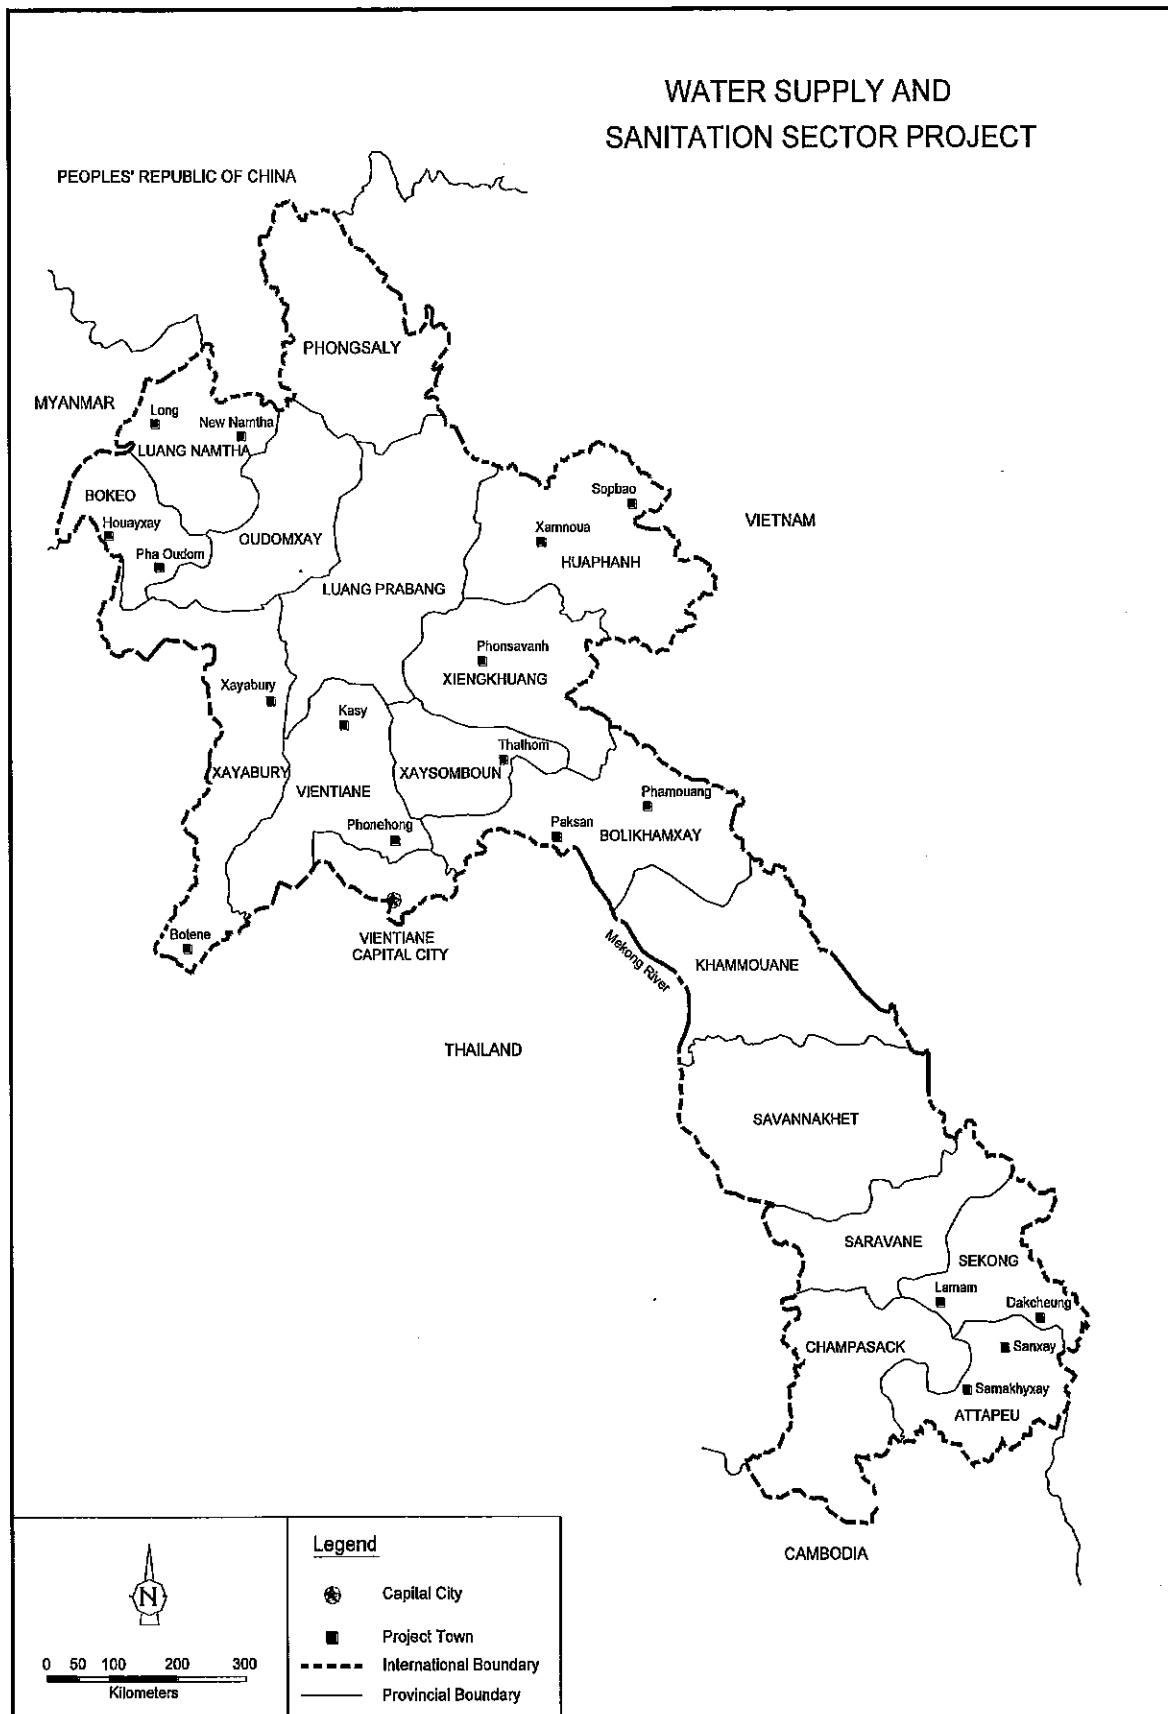 WATER SUPPLY AND
SANITATION SECTOR PROJECT
PEOPLES' REPUBLIC OF CHINA
PHONGSALY
MYANMAR
Long
New Namtha
LUANG NAMTHA
BOKEO
Houayxay
Pha Oudom
OUDOMXAY
LUANG PRABANG
Sopbao
Xamnoua
HUAPHANH
VIETNAM
Phonsavanh
XIENGKHUANG
Xayabury
Kasy
XAYABURY
VIENTIANE
XAYSOMBOUN
Thalhom
Phamouang
Paksan
BOLIKHAMXAY
Phonehong
VIENTIANE
CAPITAL CITY
Botene
Mekong River
KHAMMOUANE
THAILAND
SAVANNAKHET
SARAVANE
SEKONG
Lamam
Dakcheung
CHAMPASACK
Sanxay
Samakhyxay
ATTAPEU
CAMBODIA
N
0 50 100 200 300
Kilometers
Legend
Capital City
Project Town
International Boundary
Provincial Boundary